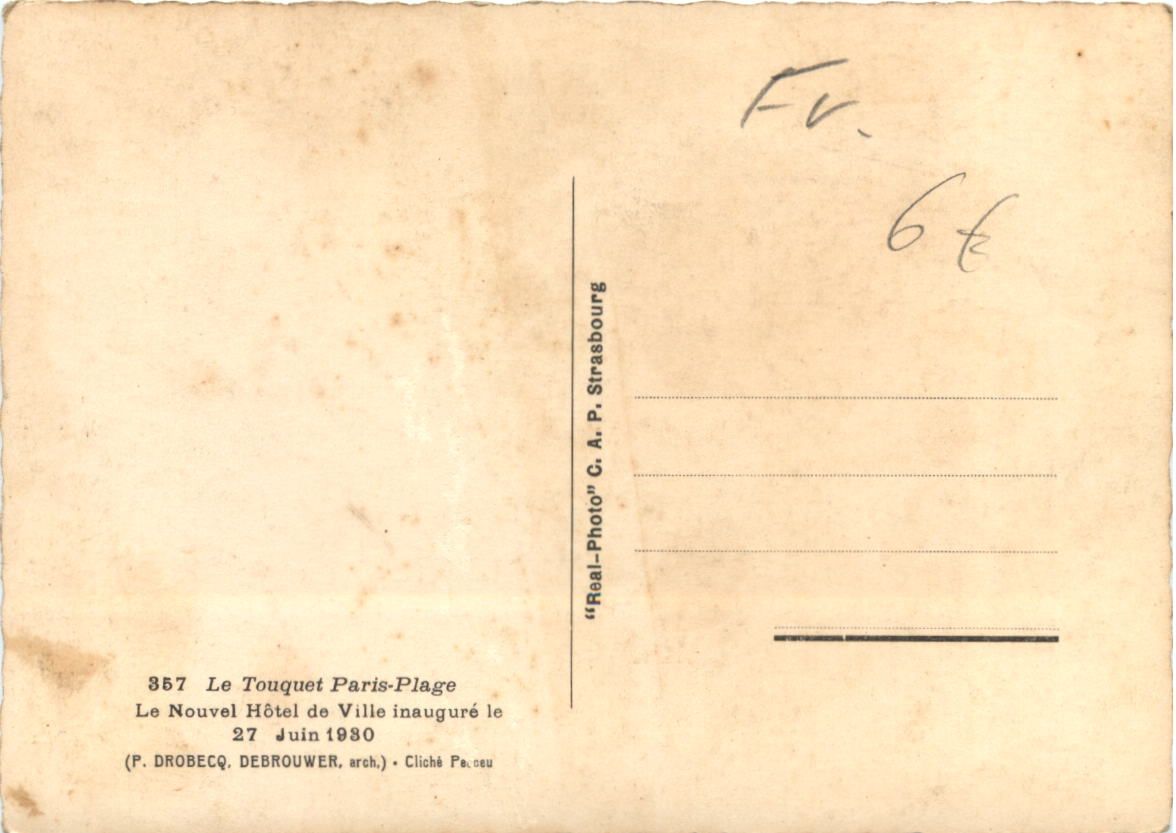 Fr.
6 €
"Real-Photo" C. A. P. Strasbourg
357 Le Touquet Paris-Plage
Le Nouvel Hôtel de Ville inauguré le
27 Juin 1930
(P. DROBECQ, DEBROUWER, arch.) • Cliché